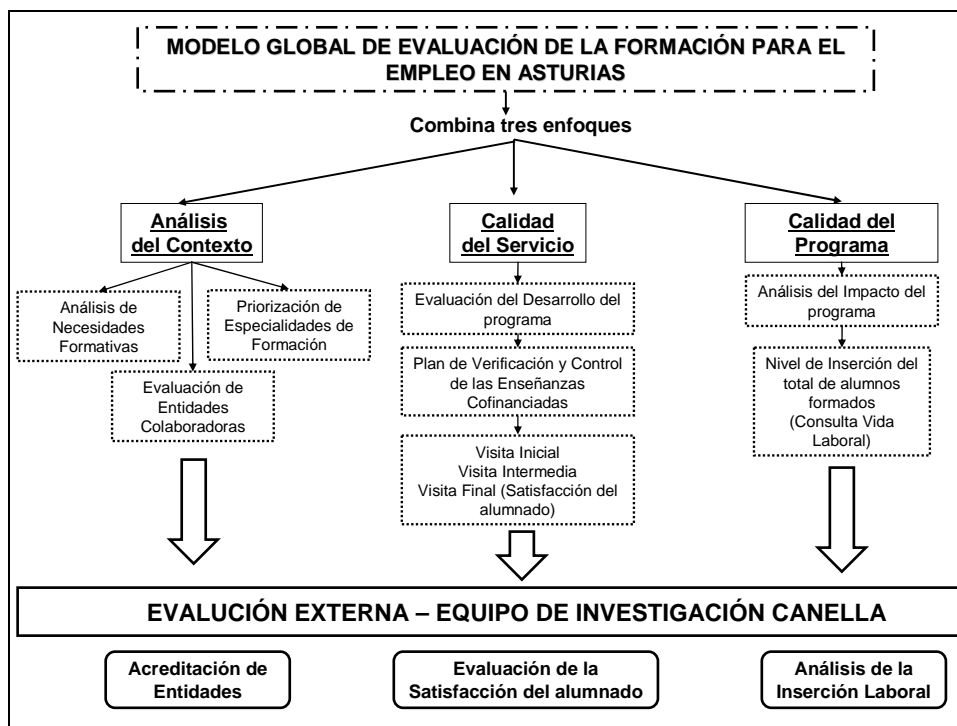 MODELO GLOBAL DE EVALUACIÓN DE LA FORMACIÓN PARA EL
EMPLEO EN ASTURIAS
Combina tres enfoques
Análisis
del Contexto
Calidad
del Servicio
Calidad del
Programa
Análisis de
Necesidades
Formativas
Priorización de
Especialidades de
Formación
Evaluación de
Entidades
Colaboradoras
Evaluación del Desarrollo del
programa
Plan de Verificación y Control
de las Enseñanzas
Cofinanciadas
Visita Inicial
Visita Intermedia
Visita Final (Satisfacción del
alumnado)
Análisis del Impacto del
programa
Nivel de Inserción del
total de alumnos
formados
(Consulta Vida
Laboral)
EVALUCIÓN EXTERNA – EQUIPO DE INVESTIGACIÓN CANELLA
Acreditación de
Entidades
Evaluación de la
Satisfacción del alumnado
Análisis de la
Inserción Laboral